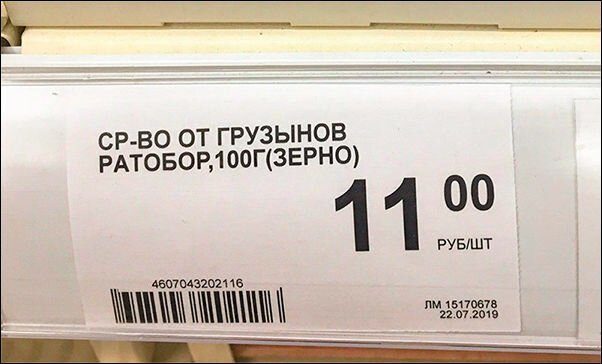 СР-ВО ОТ ГРУЗЫНОВ
РАТОБОР,100Г(ЗЕРНО)
11 00
РУБ/ШТ
4607043202116
ЛМ 15170678
22.07.2019